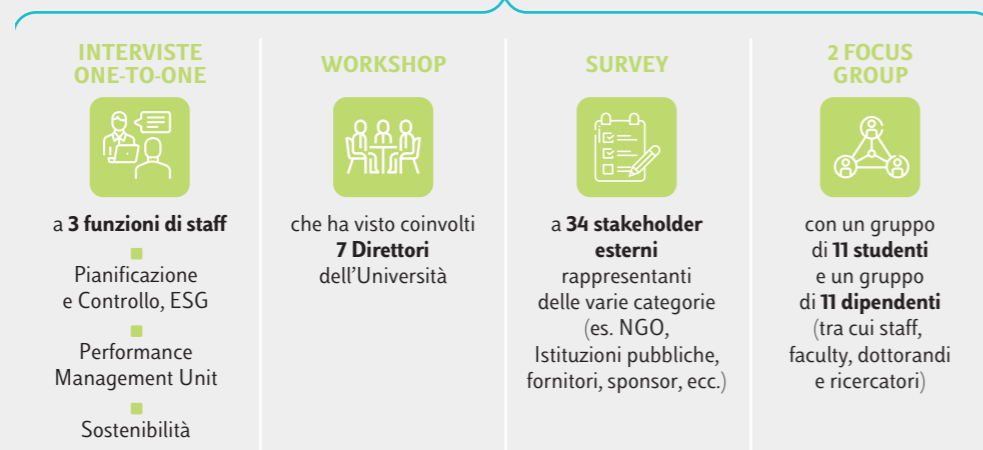 INTERVISTE
ONE-TO-ONE
a 3 funzioni di staff
Pianificazione
e Controllo, ESG
Performance
Management Unit
Sostenibilità
WORKSHOP
che ha visto coinvolti
7 Direttori
dell’Università
SURVEY
a 34 stakeholder
esterni
rappresentanti
delle varie categorie
(es. NGO,
Istituzioni pubbliche,
fornitori, sponsor, ecc.)
2 FOCUS
GROUP
con un gruppo
di 11 studenti
e un gruppo
di 11 dipendenti
(tra cui staff,
faculty, dottorandi
e ricercatori)